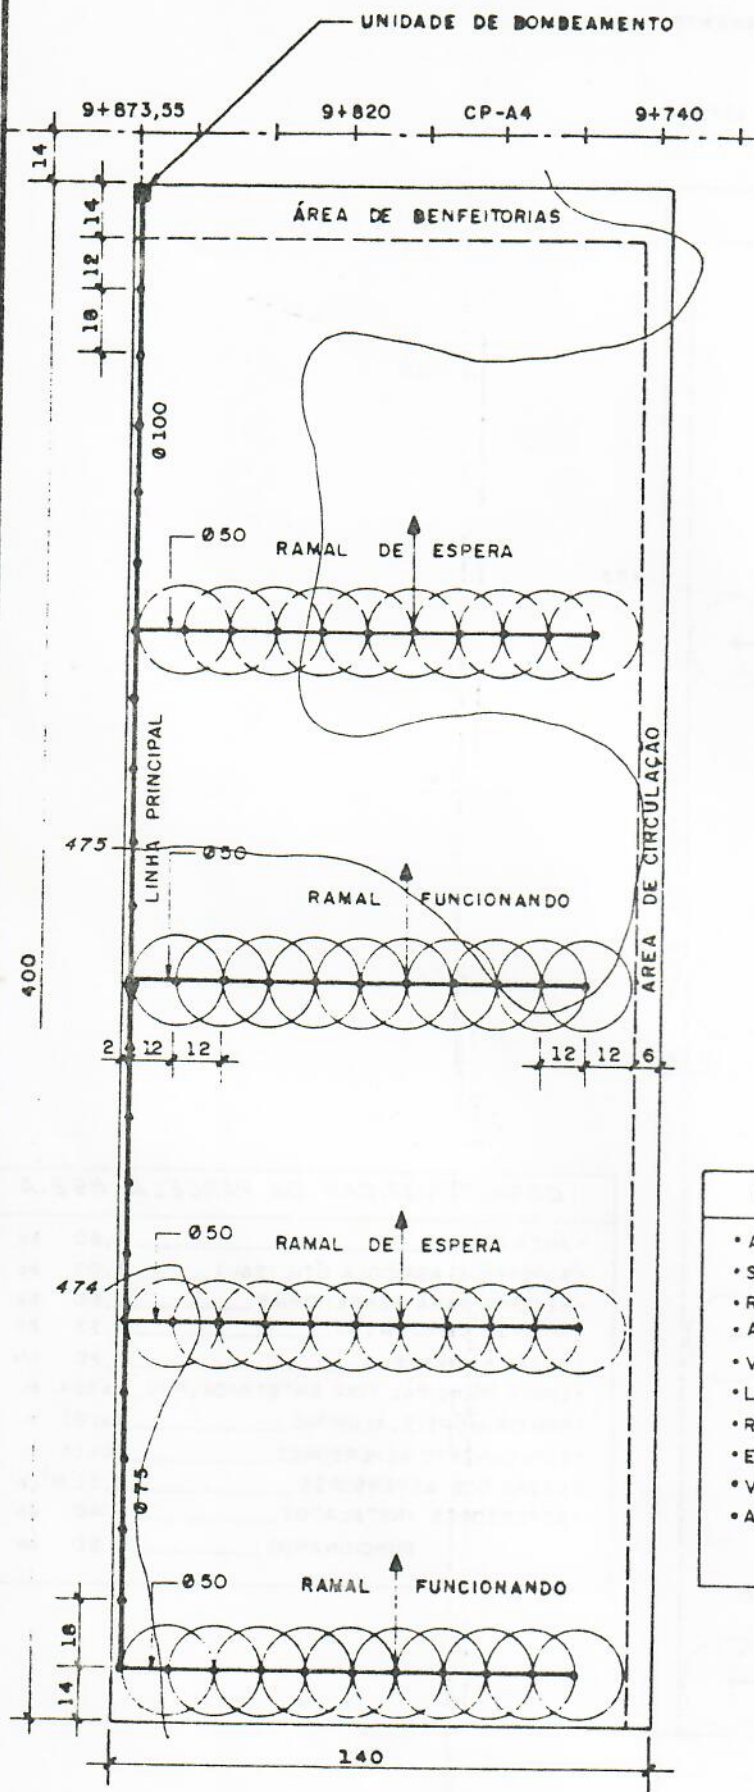 UNIDADE DE BOMBEAMENTO
9+873,55 9+820 CP-A4 9+740
14
14
ÁREA DE BENFEITORIAS
12
18
Ø100
Ø50 RAMAL DE ESPERA
LINHA PRINCIPAL
ÁREA DE CIRCULAÇÃO
475
Ø50
RAMAL FUNCIONANDO
400
2 12 12 12 12 6
Ø50 RAMAL DE ESPERA
474
Ø75
Ø50 RAMAL FUNCIONANDO
18
14
140
• A
• S
• R
• A
• V
• L
• R
• E
• V
• A